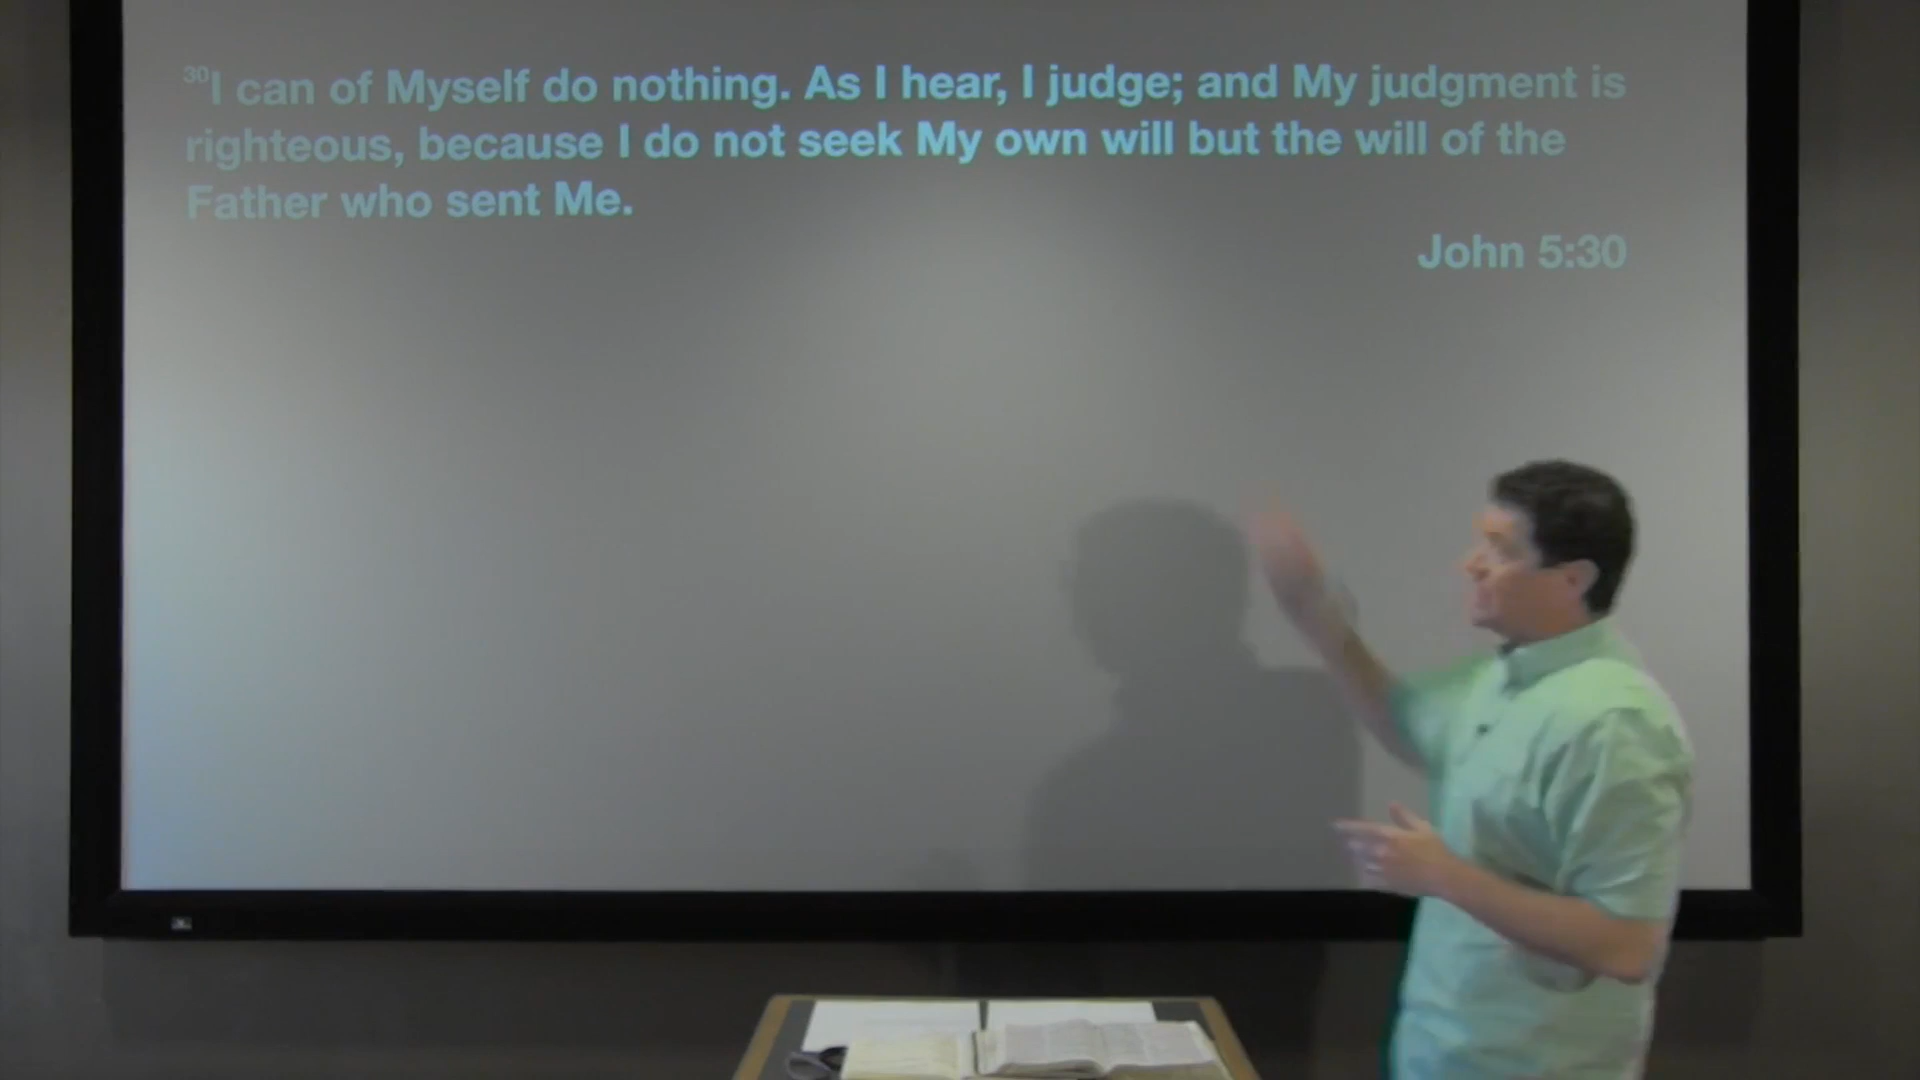 ³⁰I can of Myself do nothing. As I hear, I judge; and My judgment is
righteous, because I do not seek My own will but the will of the
Father who sent Me.
John 5:30